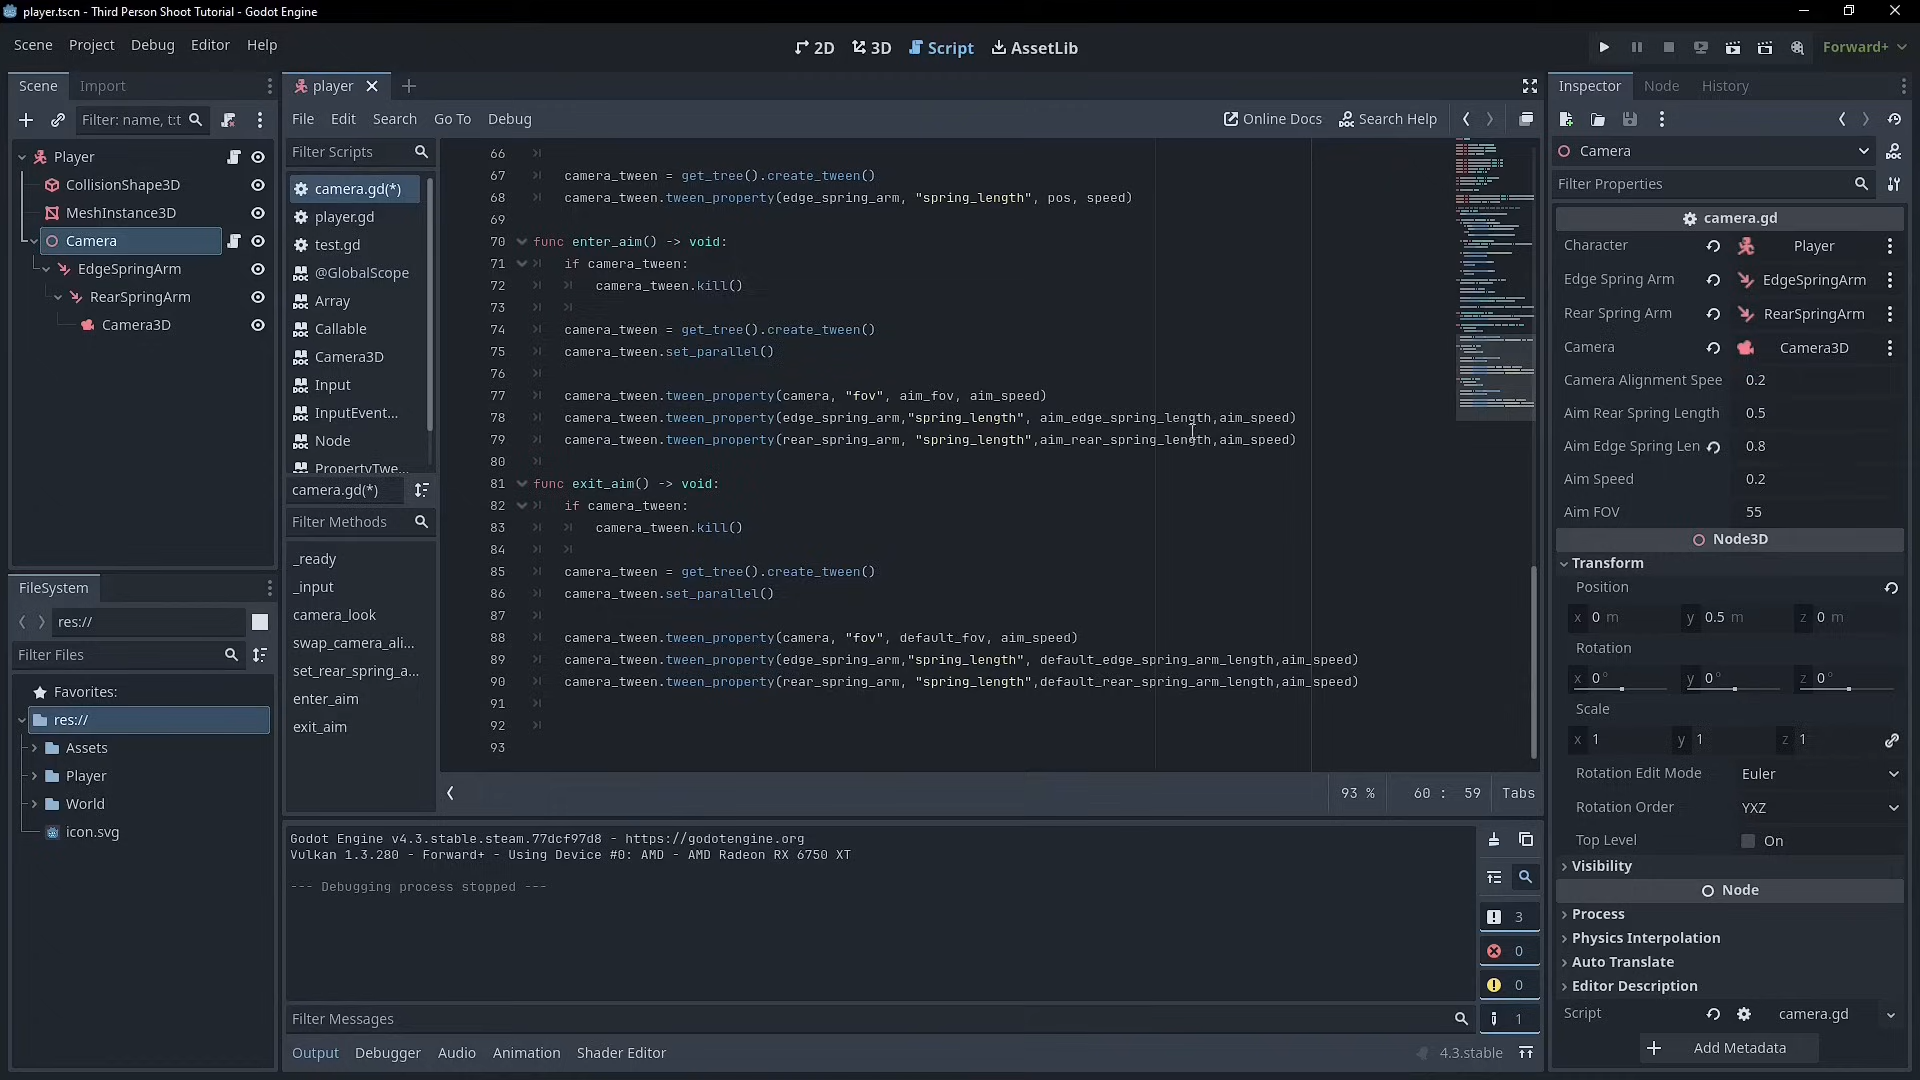 player.tscn - Third Person Shoot Tutorial - Godot Engine
Scene Project Debug Editor Help
2D 3D Script AssetLib
Forward+
Scene Import
Filter: name, t:t
Player
CollisionShape3D
MeshInstance3D
Camera
EdgeSpringArm
RearSpringArm
Camera3D
FileSystem
res://
Filter Files
Favorites:
res://
Assets
Player
World
icon.svg
player
File Edit Search Go To Debug
Online Docs Search Help
Filter Scripts
camera.gd(*)
player.gd
test.gd
@GlobalScope
Array
Callable
Camera3D
Input
InputEvent...
Node
PropertyTwe...
camera.gd(*)
Filter Methods
_ready
_input
camera_look
swap_camera_ali...
set_rear_spring_a...
enter_aim
exit_aim
66
67 camera_tween = get_tree().create_tween()
68 camera_tween.tween_property(edge_spring_arm, "spring_length", pos, speed)
69
70 func enter_aim() -> void:
71 if camera_tween:
72 camera_tween.kill()
73
74 camera_tween = get_tree().create_tween()
75 camera_tween.set_parallel()
76
77 camera_tween.tween_property(camera, "fov", aim_fov, aim_speed)
78 camera_tween.tween_property(edge_spring_arm,"spring_length", aim_edge_spring_length,aim_speed)
79 camera_tween.tween_property(rear_spring_arm, "spring_length",aim_rear_spring_length,aim_speed)
80
81 func exit_aim() -> void:
82 if camera_tween:
83 camera_tween.kill()
84
85 camera_tween = get_tree().create_tween()
86 camera_tween.set_parallel()
87
88 camera_tween.tween_property(camera, "fov", default_fov, aim_speed)
89 camera_tween.tween_property(edge_spring_arm,"spring_length", default_edge_spring_arm_length,aim_speed)
90 camera_tween.tween_property(rear_spring_arm, "spring_length",default_rear_spring_arm_length,aim_speed)
91
92
93
93 % 60 : 59 Tabs
Godot Engine v4.3.stable.steam.77dcf97d8 - https://godotengine.org
Vulkan 1.3.280 - Forward+ - Using Device #0: AMD - AMD Radeon RX 6750 XT
--- Debugging process stopped ---
3
0
0
1
Filter Messages
Output Debugger Audio Animation Shader Editor
4.3.stable
Inspector Node History
Camera
Filter Properties
camera.gd
Character Player
Edge Spring Arm EdgeSpringArm
Rear Spring Arm RearSpringArm
Camera Camera3D
Camera Alignment Spee 0.2
Aim Rear Spring Length 0.5
Aim Edge Spring Len 0.8
Aim Speed 0.2
Aim FOV 55
Node3D
Transform
Position
x 0 m y 0.5 m z 0 m
Rotation
x 0° y 0° z 0°
Scale
x 1 y 1 z 1
Rotation Edit Mode Euler
Rotation Order YXZ
Top Level On
Visibility
Node
Process
Physics Interpolation
Auto Translate
Editor Description
Script camera.gd
Add Metadata